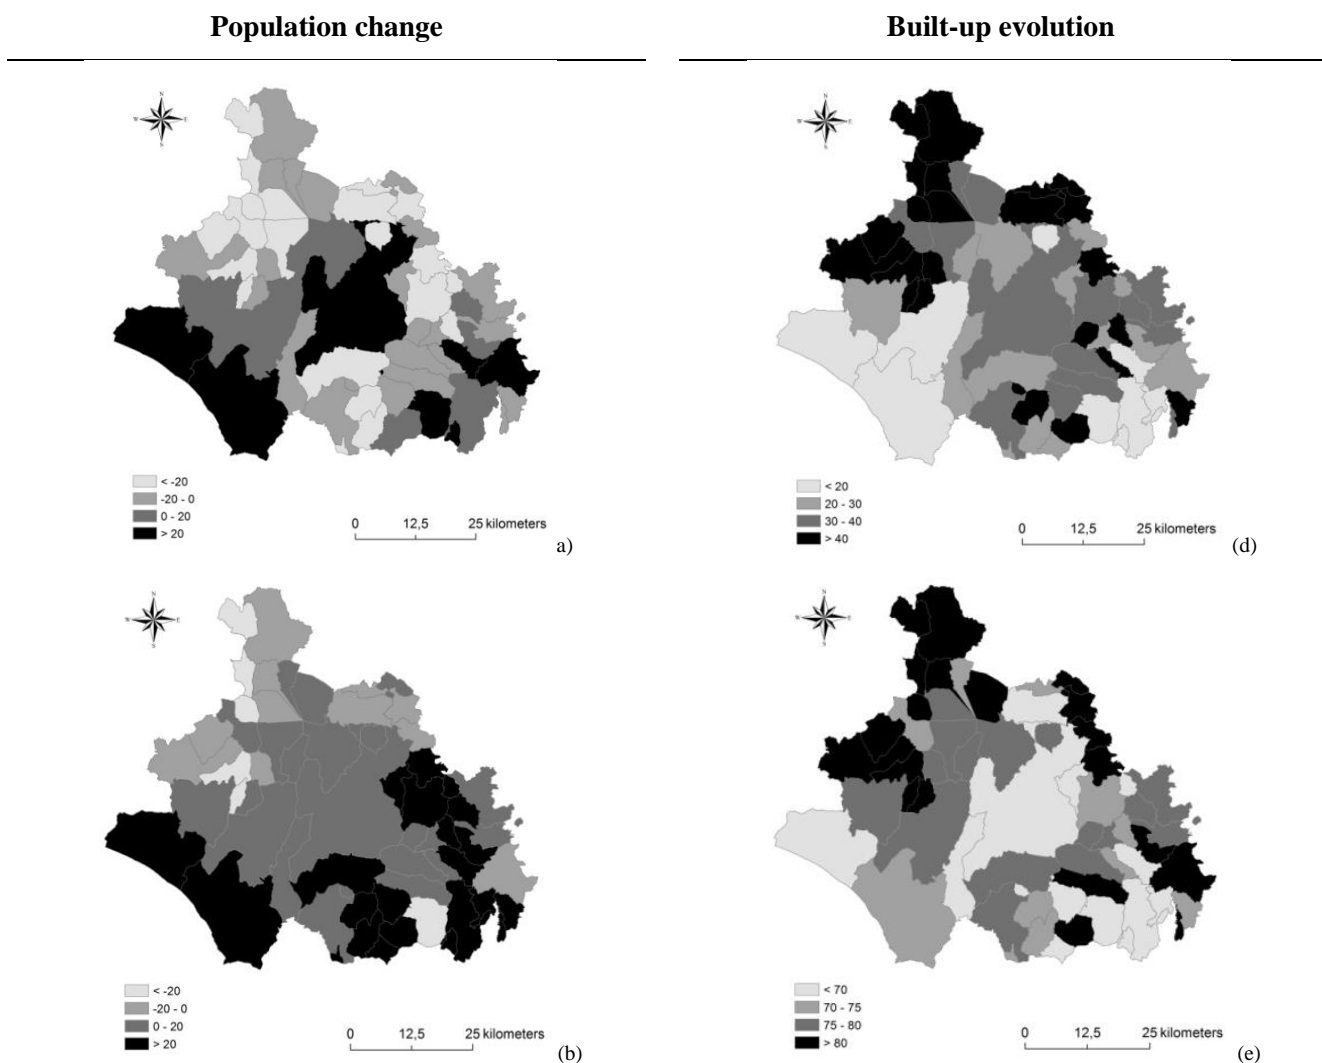 Population change
Built-up evolution
N
W E
S
< -20
-20 - 0
0 - 20
> 20
0 12,5 25 kilometers
a)
N
W E
S
< 20
20 - 30
30 - 40
> 40
0 12,5 25 kilometers
(d)
N
W E
S
< -20
-20 - 0
0 - 20
> 20
0 12,5 25 kilometers
(b)
N
W E
S
< 70
70 - 75
75 - 80
> 80
0 12,5 25 kilometers
(e)